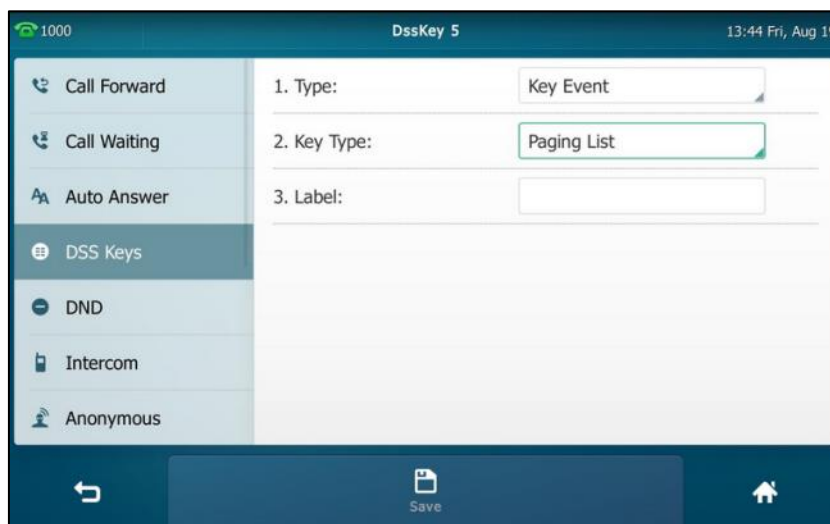 1000 DssKey 5 13:44 Fri, Aug
Call Forward
Call Waiting
Auto Answer
DSS Keys
DND
Intercom
Anonymous
1. Type: Key Event
2. Key Type: Paging List
3. Label:
Save